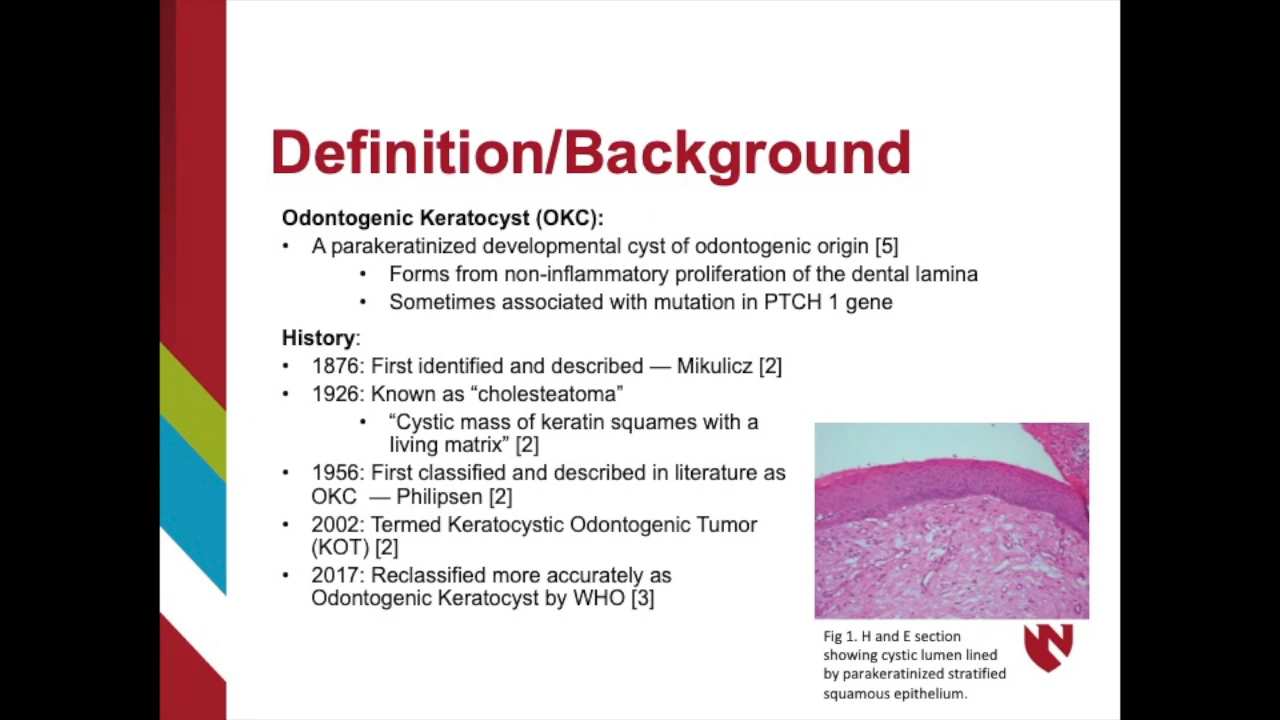 Definition/Background
Odontogenic Keratocyst (OKC):
• A parakeratinized developmental cyst of odontogenic origin [5]
• Forms from non-inflammatory proliferation of the dental lamina
• Sometimes associated with mutation in PTCH 1 gene
History:
• 1876: First identified and described — Mikulicz [2]
• 1926: Known as “cholesteatoma”
• “Cystic mass of keratin squames with a
living matrix” [2]
• 1956: First classified and described in literature as
OKC — Philipsen [2]
• 2002: Termed Keratocystic Odontogenic Tumor
(KOT) [2]
• 2017: Reclassified more accurately as
Odontogenic Keratocyst by WHO [3]
Fig 1. H and E section
showing cystic lumen lined
by parakeratinized stratified
squamous epithelium.
N